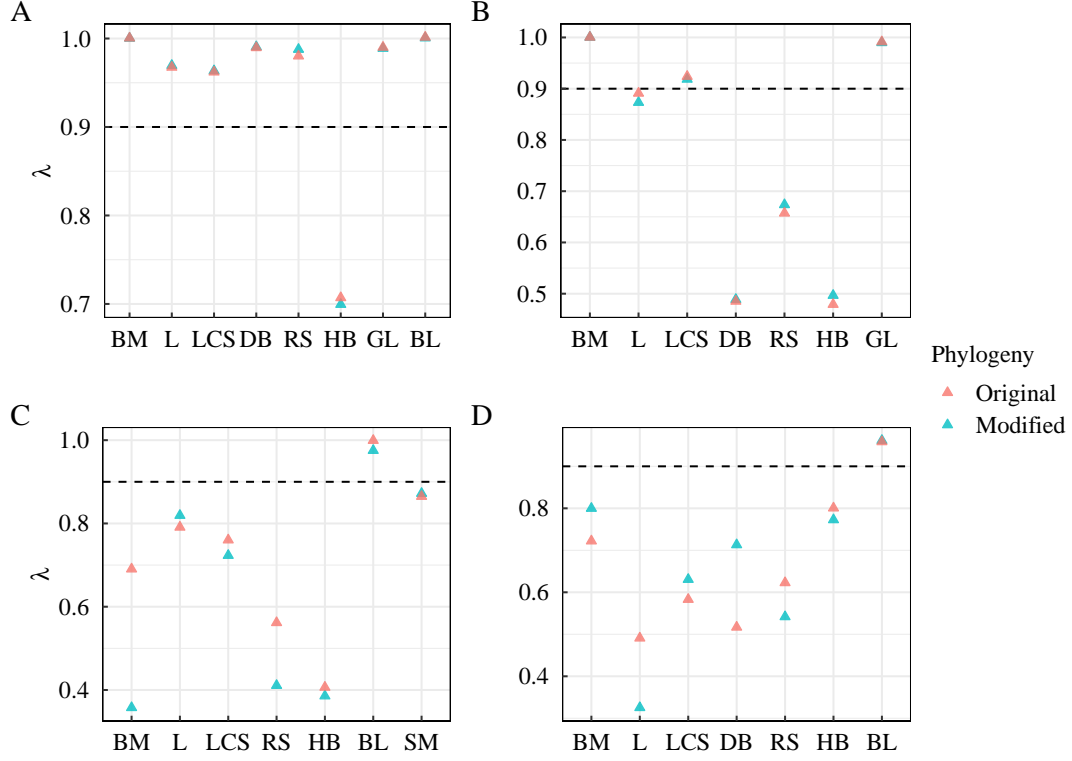 A
λ
1.0
0.9
0.8
0.7
BM L LCS DB RS HB GL BL
B
1.0
0.9
0.8
0.7
0.6
0.5
BM L LCS DB RS HB GL
Phylogeny
Original
Modified
C
λ
1.0
0.8
0.6
0.4
BM L LCS RS HB BL SM
D
0.8
0.6
0.4
BM L LCS DB RS HB BL